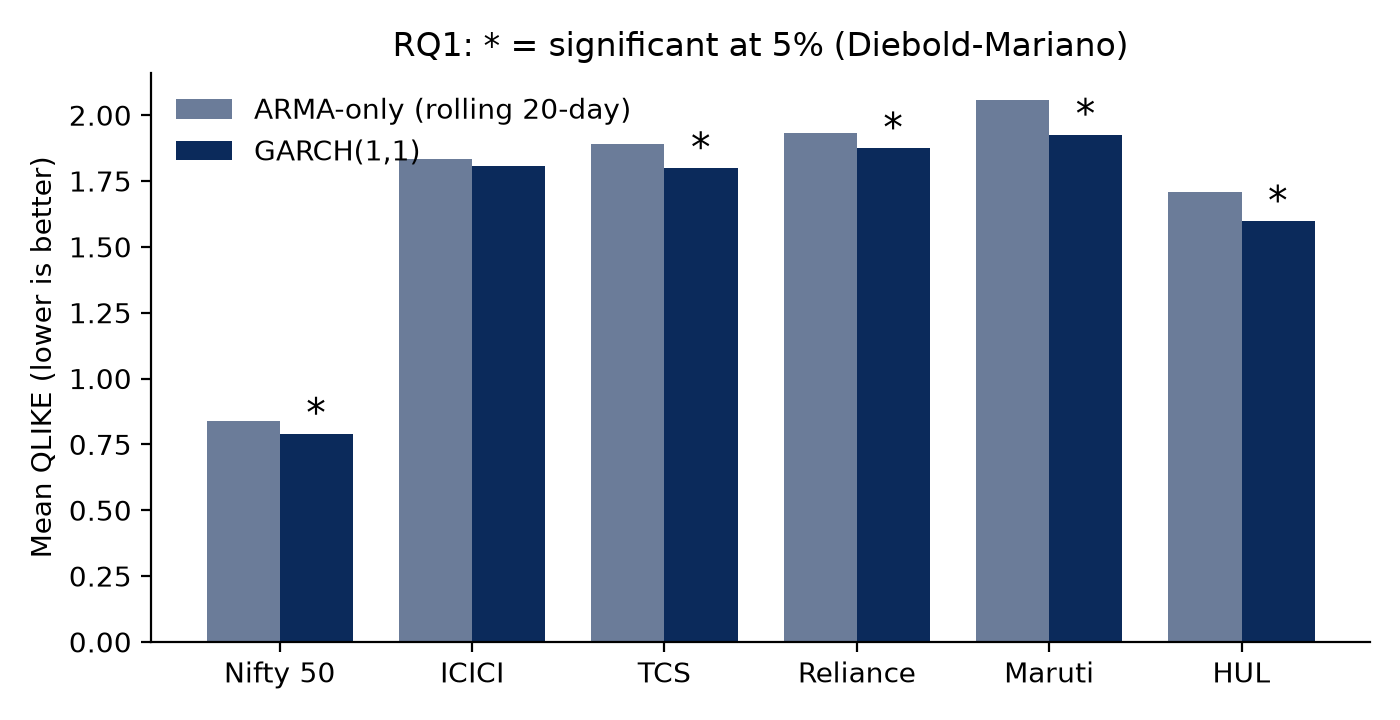 RQ1: * = significant at 5% (Diebold-Mariano)
ARMA-only (rolling 20-day)
GARCH(1,1)
Mean QLIKE (lower is better)
2.00
1.75
1.50
1.25
1.00
0.75
0.50
0.25
0.00
*
*
*
*
*
Nifty 50
ICICI
TCS
Reliance
Maruti
HUL